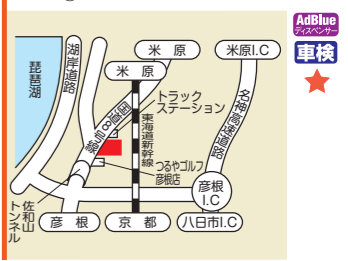 AdBlue
ディスペンサー
車検
米原
米原I.C
米原
湖岸道路
琵琶湖
国道8号線
トラック
ステーション
東海道新幹線
名神高速道路
つるやゴルフ
彦根店
彦根
I.C
佐和山
トンネル
彦根
京都
八日市I.C